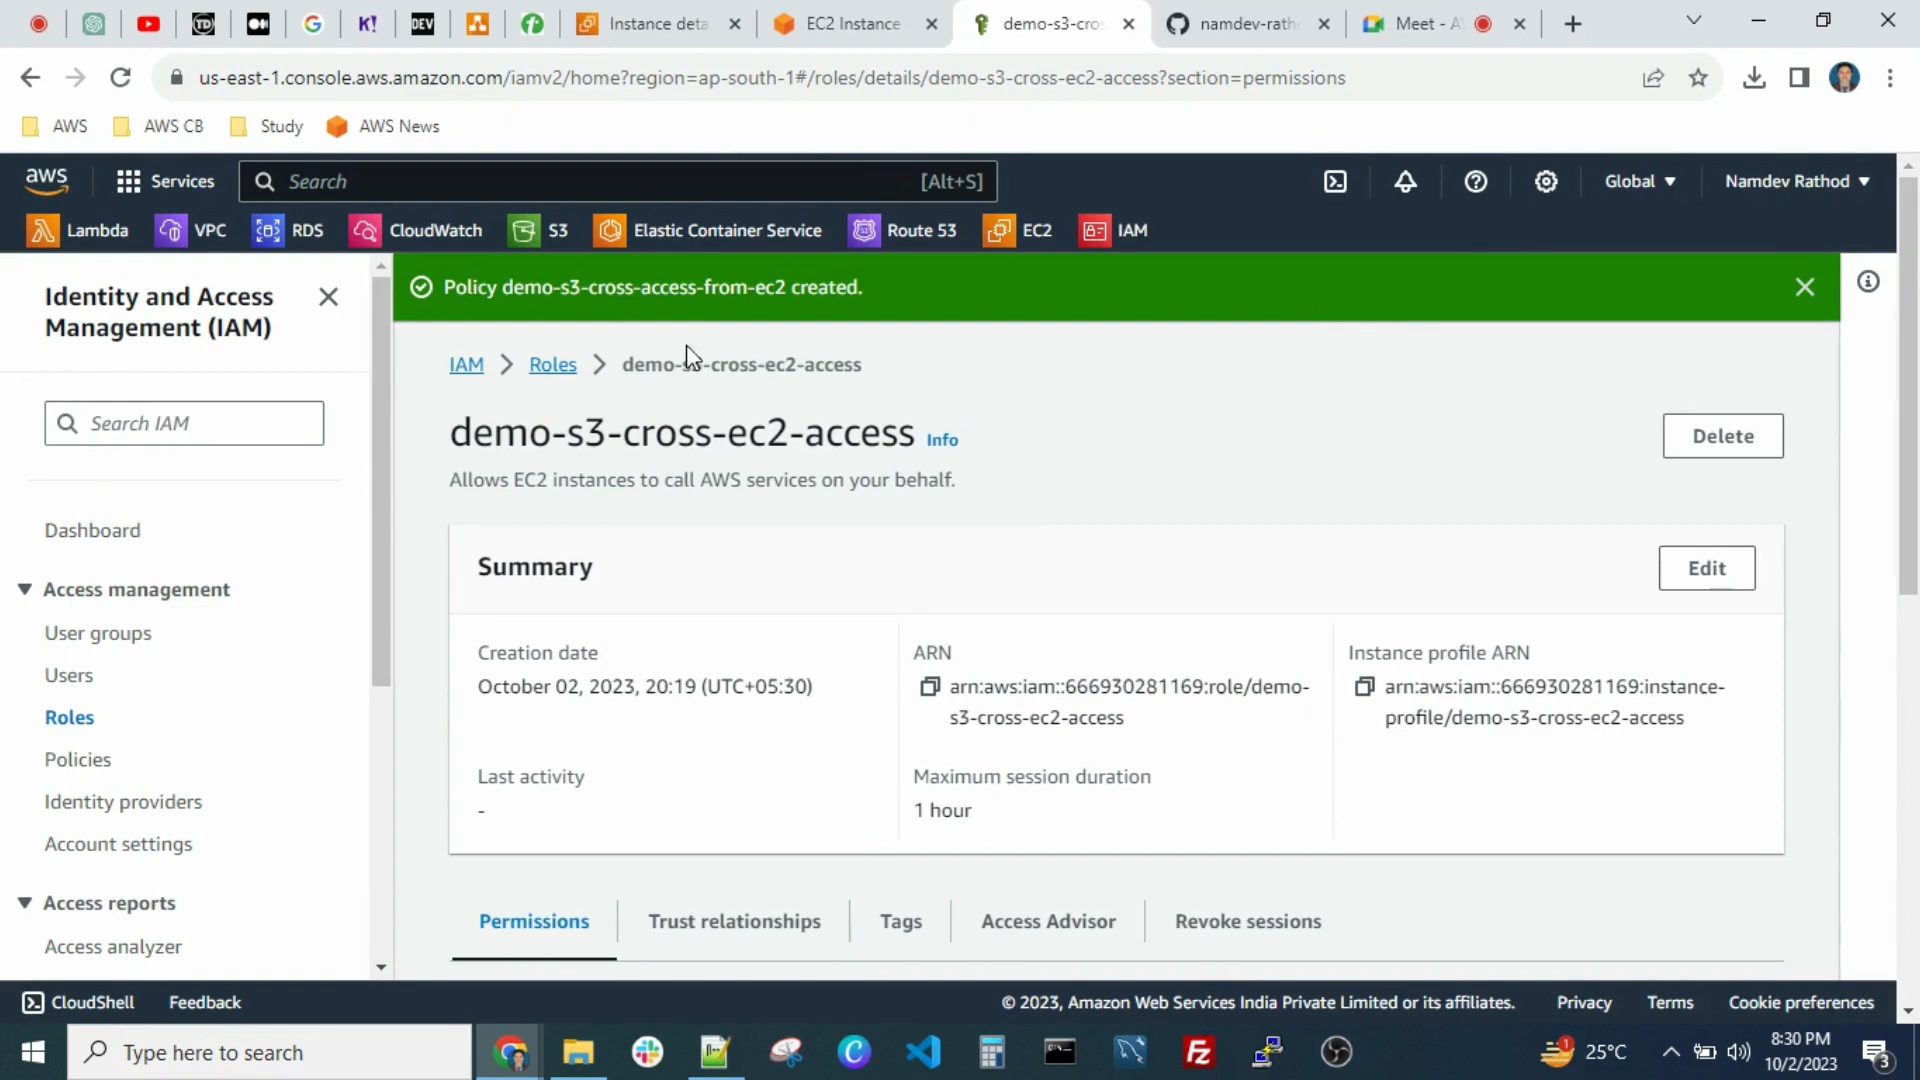 Instance deta
EC2 Instance
demo-s3-cros
namdev-rath
Meet - A
us-east-1.console.aws.amazon.com/iamv2/home?region=ap-south-1#/roles/details/demo-s3-cross-ec2-access?section=permissions
AWS
AWS CB
Study
AWS News
aws
Services
Search
[Alt+S]
Global
Namdev Rathod
Lambda
VPC
RDS
CloudWatch
S3
Elastic Container Service
Route 53
EC2
IAM
Identity and Access
Management (IAM)
Search IAM
Dashboard
Access management
User groups
Users
Roles
Policies
Identity providers
Account settings
Access reports
Access analyzer
Policy demo-s3-cross-access-from-ec2 created.
IAM
Roles
demo-s3-cross-ec2-access
demo-s3-cross-ec2-access Info
Delete
Allows EC2 instances to call AWS services on your behalf.
Summary
Edit
Creation date
October 02, 2023, 20:19 (UTC+05:30)
ARN
arn:aws:iam::666930281169:role/demo-
s3-cross-ec2-access
Instance profile ARN
arn:aws:iam::666930281169:instance-
profile/demo-s3-cross-ec2-access
Last activity
-
Maximum session duration
1 hour
Permissions
Trust relationships
Tags
Access Advisor
Revoke sessions
CloudShell
Feedback
© 2023, Amazon Web Services India Private Limited or its affiliates.
Privacy
Terms
Cookie preferences
Type here to search
25°C
8:30 PM
10/2/2023
3